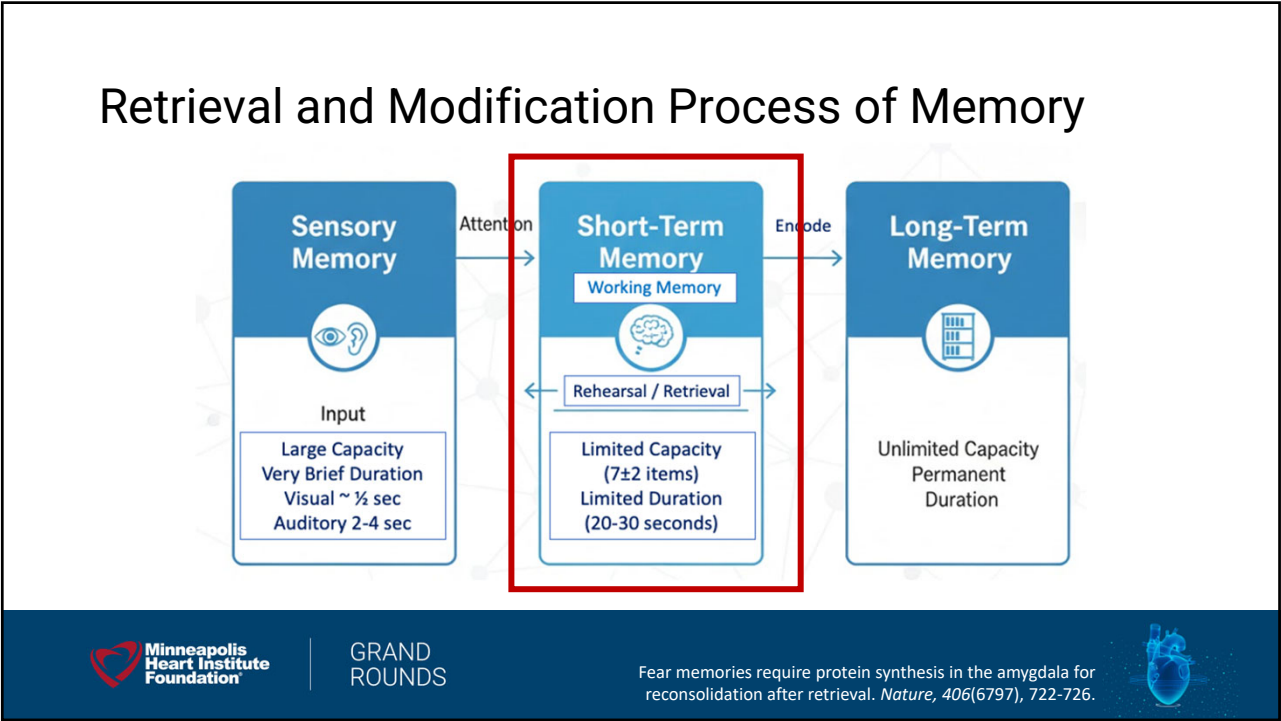 Retrieval and Modification Process of Memory
Sensory
Memory
Input
Large Capacity
Very Brief Duration
Visual ~ ½ sec
Auditory 2-4 sec
Attention
Short-Term
Memory
Working Memory
Rehearsal / Retrieval
Limited Capacity
(7±2 items)
Limited Duration
(20-30 seconds)
Encode
Long-Term
Memory
Unlimited Capacity
Permanent
Duration
Minneapolis
Heart Institute
Foundation®
GRAND
ROUNDS
Fear memories require protein synthesis in the amygdala for
reconsolidation after retrieval. Nature, 406(6797), 722-726.